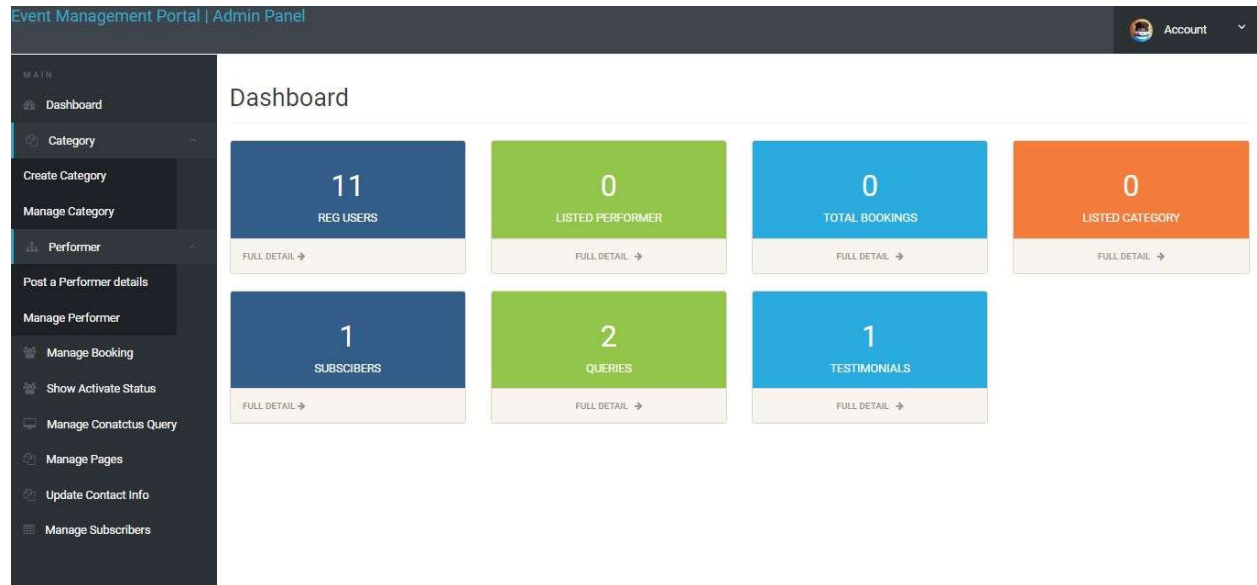 Event Management Portal | Admin Panel
Account
MAIN
Dashboard
Category
Create Category
Manage Category
Performer
Post a Performer details
Manage Performer
Manage Booking
Show Activate Status
Manage Conatctus Query
Manage Pages
Update Contact Info
Manage Subscribers
Dashboard
11
REG USERS
FULL DETAIL
0
LISTED PERFORMER
FULL DETAIL
0
TOTAL BOOKINGS
FULL DETAIL
0
LISTED CATEGORY
FULL DETAIL
1
SUBSCIBERS
FULL DETAIL
2
QUERIES
FULL DETAIL
1
TESTIMONIALS
FULL DETAIL